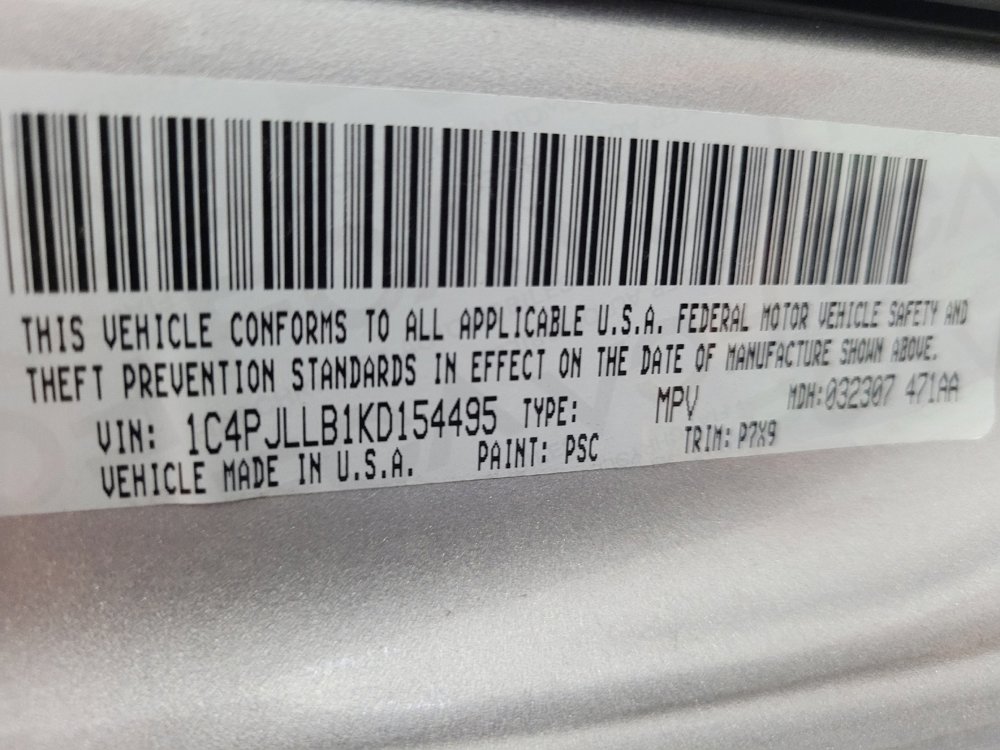 THIS VEHICLE CONFORMS TO ALL APPLICABLE U.S.A. FEDERAL MOTOR VEHICLE SAFETY AND
THEFT PREVENTION STANDARDS IN EFFECT ON THE DATE OF MANUFACTURE SHOWN ABOVE.
VIN: 1C4PJLLB1KD154495 TYPE: MPV MDH:032307 471AA
VEHICLE MADE IN U.S.A. PAINT: PSC TRIM: P7X9